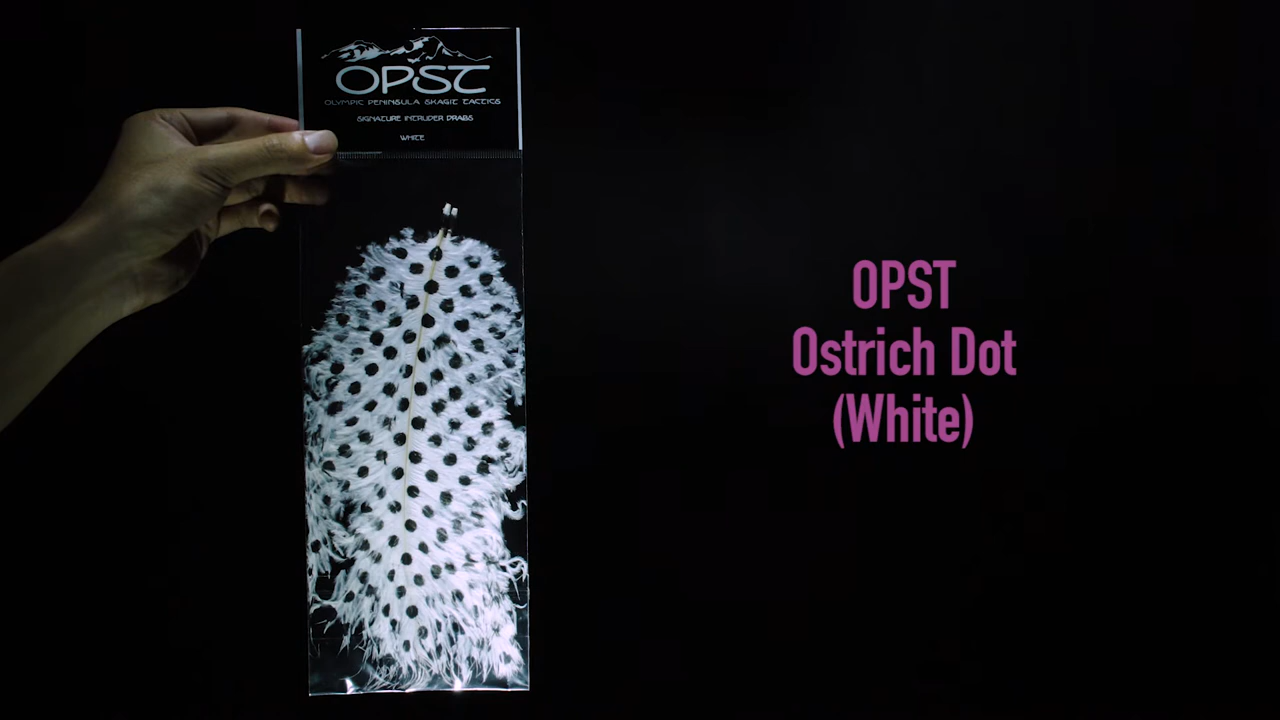 OPST
OLYMPIC PENINSULA SKAGIT TACTICS
SIGNATURE INTRUDER DRABS
WHITE
OPST
Ostrich Dot
(White)